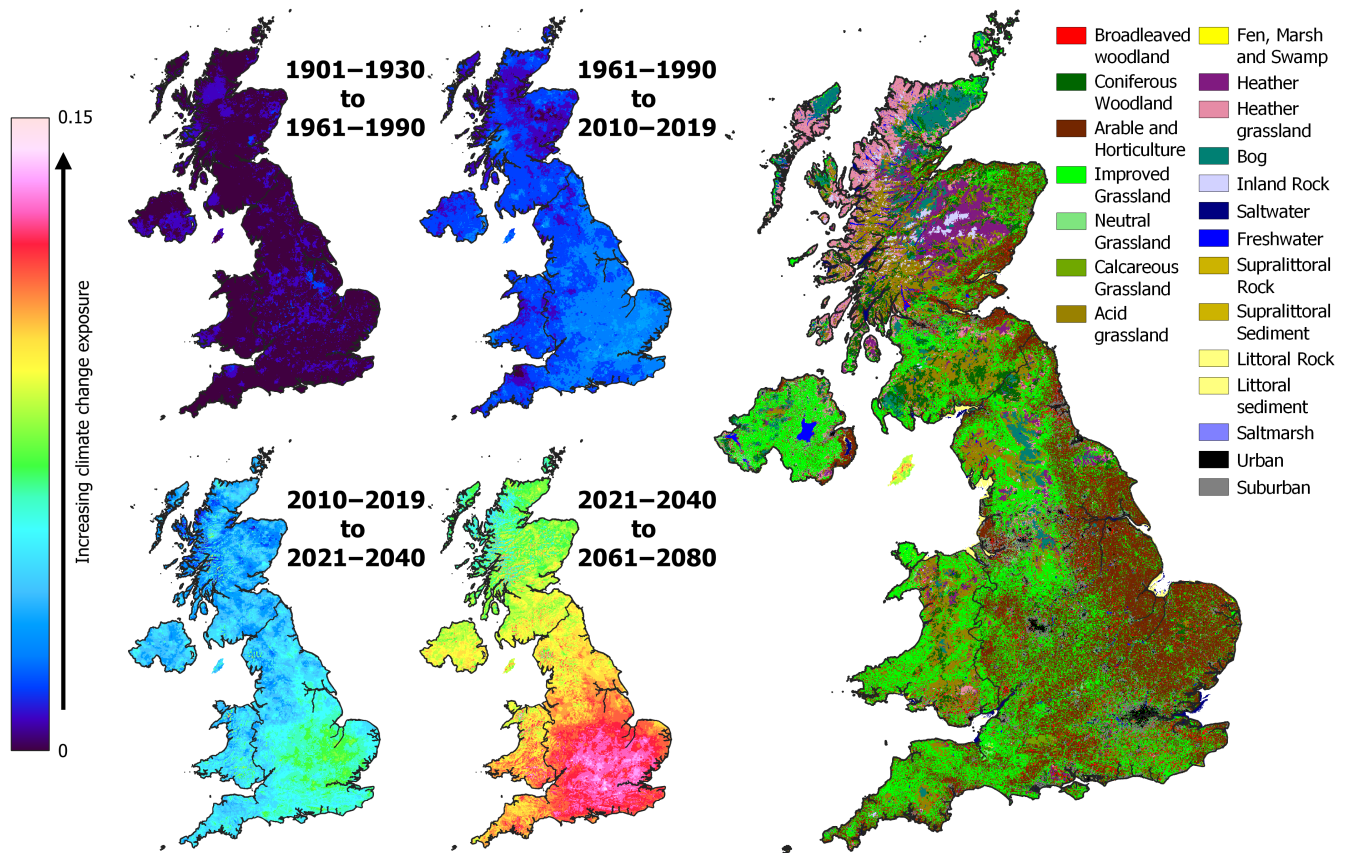 0.15
Increasing climate change exposure
0
1901–1930
to
1961–1990
1961–1990
to
2010–2019
2010–2019
to
2021–2040
2021–2040
to
2061–2080
Broadleaved
woodland
Coniferous
Woodland
Arable and
Horticulture
Improved
Grassland
Neutral
Grassland
Calcareous
Grassland
Acid
grassland
Fen, Marsh
and Swamp
Heather
Heather
grassland
Bog
Inland Rock
Saltwater
Freshwater
Supralittoral
Rock
Supralittoral
Sediment
Littoral Rock
Littoral
sediment
Saltmarsh
Urban
Suburban